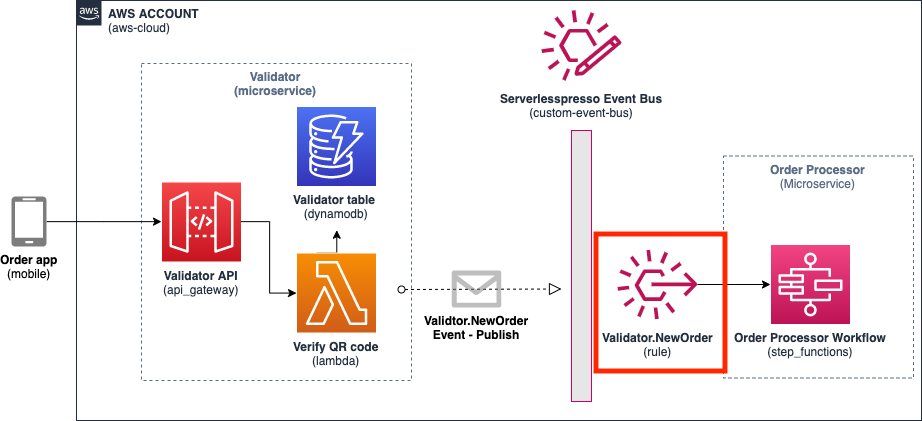 aws
AWS ACCOUNT
(aws-cloud)
Validator
(microservice)
Serverlesspresso Event Bus
(custom-event-bus)
Validator table
(dynamodb)
Order Processor
(Microservice)
Order app
(mobile)
Validator API
(api_gateway)
Validtor.NewOrder
Event - Publish
Verify QR code
(lambda)
Validator.NewOrder
(rule)
Order Processor Workflow
(step_functions)